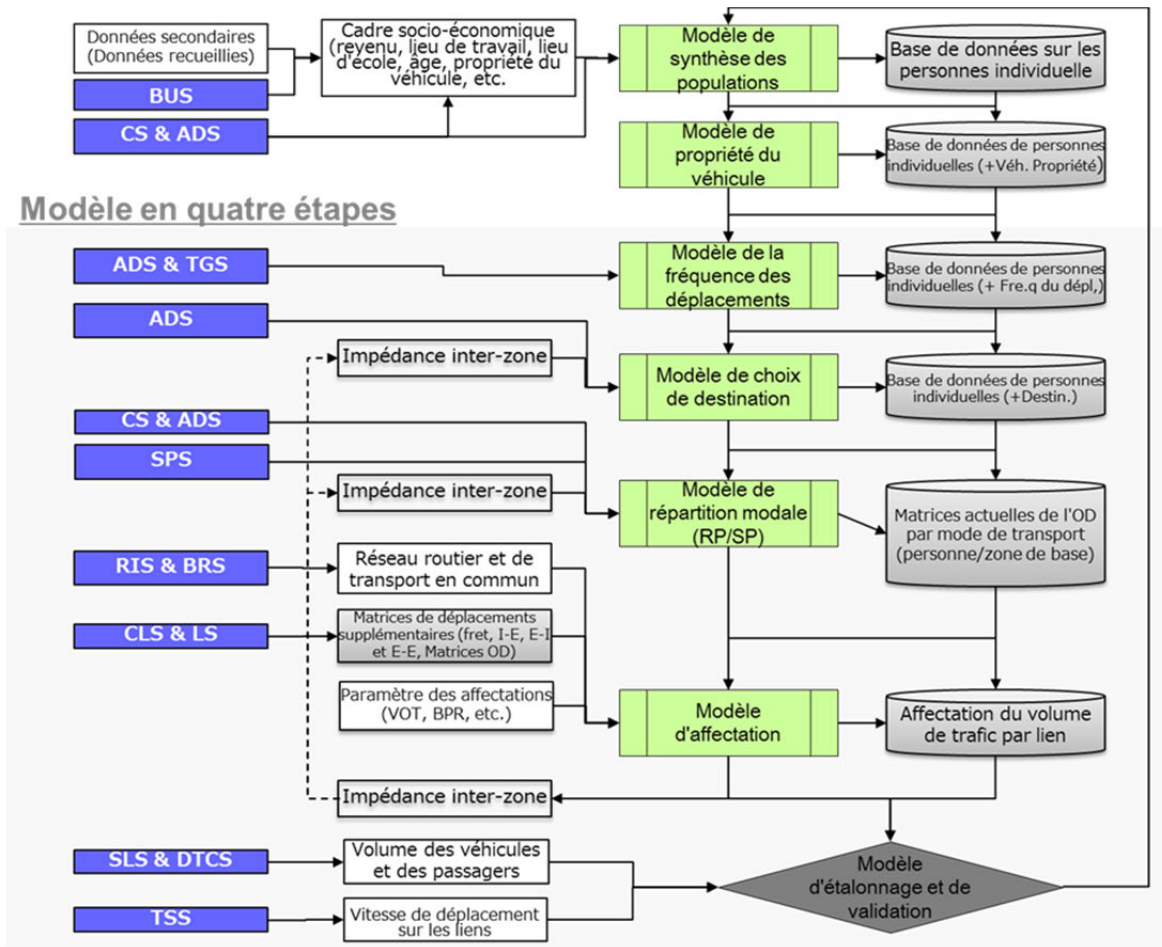 Données secondaires
(Données recueillies)
BUS
CS & ADS
Cadre socio-économique
(revenu, lieu de travail, lieu
d'école, âge, propriété du
véhicule, etc.
Modèle de
synthèse des
populations
Base de données sur les
personnes individuelle
Modèle de
propriété du
véhicule
Base de données de personnes
individuelles (+Véh. Propriété)
Modèle en quatre étapes
ADS & TGS
Modèle de la
fréquence des
déplacements
Base de données de personnes
individuelles (+ Fre.q du dépl,)
ADS
Impédance inter-zone
Modèle de choix
de destination
Base de données de personnes
individuelles (+Destin.)
CS & ADS
SPS
Impédance inter-zone
Modèle de
répartition modale
(RP/SP)
Matrices actuelles de l'OD
par mode de transport
(personne/zone de base)
RIS & BRS
Réseau routier et de
transport en commun
CLS & LS
Matrices de déplacements
supplémentaires (fret, I-E, E-I
et E-E, Matrices OD)
Paramètre des affectations
(VOT, BPR, etc.)
Modèle
d'affectation
Affectation du volume
de trafic par lien
Impédance inter-zone
SLS & DTCS
Volume des véhicules
et des passagers
TSS
Vitesse de déplacement
sur les liens
Modèle
d'étalonnage et de
validation